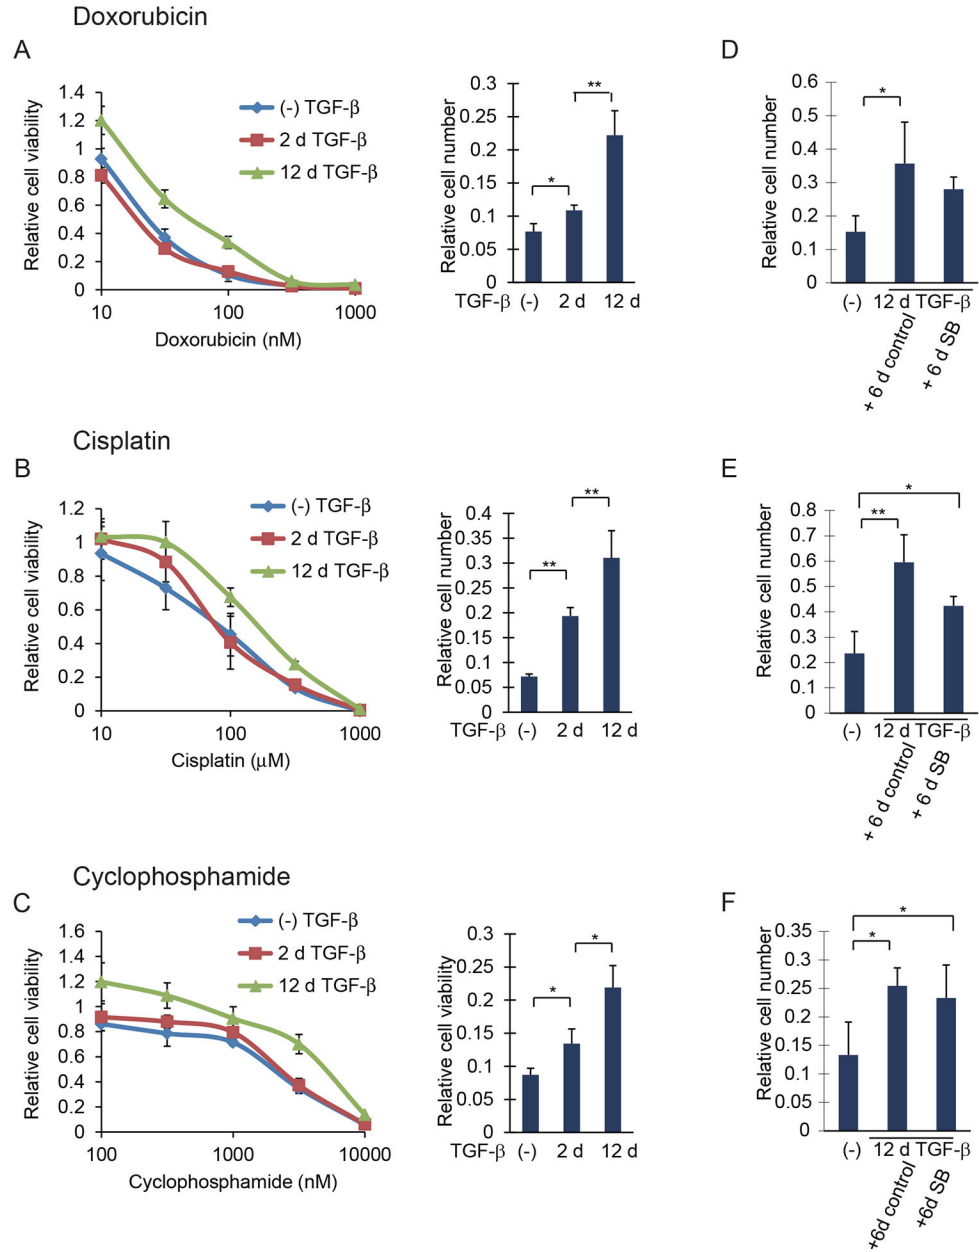 Doxorubicin
A
Relative cell viability
1.4
1.2
1
0.8
0.6
0.4
0.2
0
10
100
1000
Doxorubicin (nM)
(-) TGF-β
2 d TGF-β
12 d TGF-β
Relative cell number
0.3
0.25
0.2
0.15
0.1
0.05
0
*
**
TGF-β (-) 2 d 12 d
D
Relative cell number
0.6
0.5
0.4
0.3
0.2
0.1
0
*
(-) 12 d TGF-β
+ 6 d control
+ 6 d SB
Cisplatin
B
Relative cell viability
1.2
1
0.8
0.6
0.4
0.2
0
10
100
1000
Cisplatin (μM)
(-) TGF-β
2 d TGF-β
12 d TGF-β
Relative cell number
0.4
0.35
0.3
0.25
0.2
0.15
0.1
0.05
0
**
**
TGF-β (-) 2 d 12 d
E
Relative cell number
0.8
0.7
0.6
0.5
0.4
0.3
0.2
0.1
0
*
**
(-) 12 d TGF-β
+ 6 d control
+ 6 d SB
Cyclophosphamide
C
Relative cell viability
1.6
1.4
1.2
1
0.8
0.6
0.4
0.2
0
100
1000
10000
Cyclophosphamide (nM)
(-) TGF-β
2 d TGF-β
12 d TGF-β
Relative cell viability
0.3
0.25
0.2
0.15
0.1
0.05
0
*
*
TGF-β (-) 2 d 12 d
F
Relative cell number
0.35
0.3
0.25
0.2
0.15
0.1
0.05
0
*
*
(-) 12 d TGF-β
+6d control
+6d SB